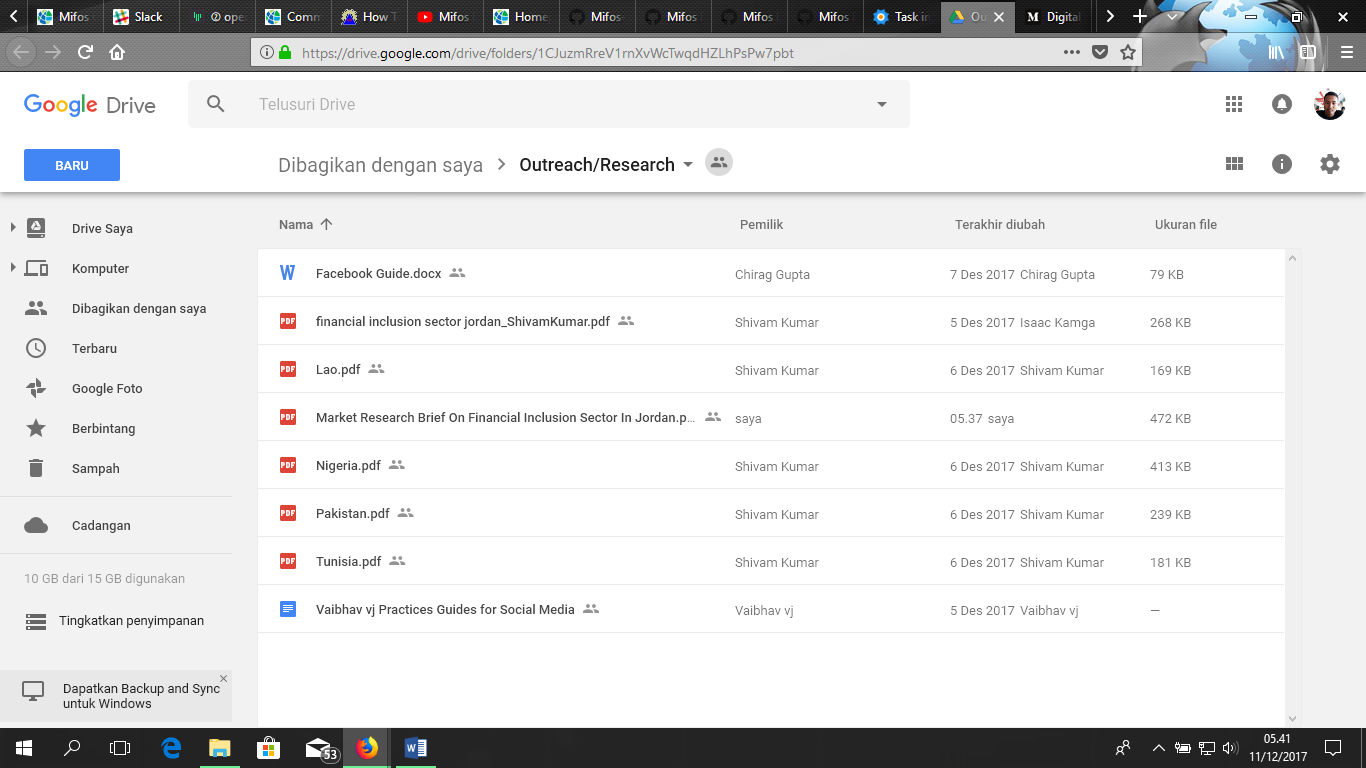 Mifos
Slack
② ope
Comm
How T
Mifos
Home
Mifos-
Mifos
Mifos
Mifos
Task in
Ou
M Digital
https://drive.google.com/drive/folders/1CJuzmRreV1rnXvWcTwqdHZLhPsPw7pbt
Google Drive
Telusuri Drive
BARU
Dibagikan dengan saya > Outreach/Research
Nama
Pemilik
Terakhir diubah
Ukuran file
Drive Saya
Komputer
Dibagikan dengan saya
Terbaru
Google Foto
Berbintang
Sampah
Cadangan
10 GB dari 15 GB digunakan
Tingkatkan penyimpanan
Dapatkan Backup and Sync
untuk Windows
W Facebook Guide.docx Chirag Gupta 7 Des 2017 Chirag Gupta 79 KB
PDF financial inclusion sector jordan_ShivamKumar.pdf Shivam Kumar 5 Des 2017 Isaac Kamga 268 KB
PDF Lao.pdf Shivam Kumar 6 Des 2017 Shivam Kumar 169 KB
PDF Market Research Brief On Financial Inclusion Sector In Jordan.p... saya 05.37 saya 472 KB
PDF Nigeria.pdf Shivam Kumar 6 Des 2017 Shivam Kumar 413 KB
PDF Pakistan.pdf Shivam Kumar 6 Des 2017 Shivam Kumar 239 KB
PDF Tunisia.pdf Shivam Kumar 6 Des 2017 Shivam Kumar 181 KB
Vaibhav vj Practices Guides for Social Media Vaibhav vj 5 Des 2017 Vaibhav vj —
53
05.41
11/12/2017